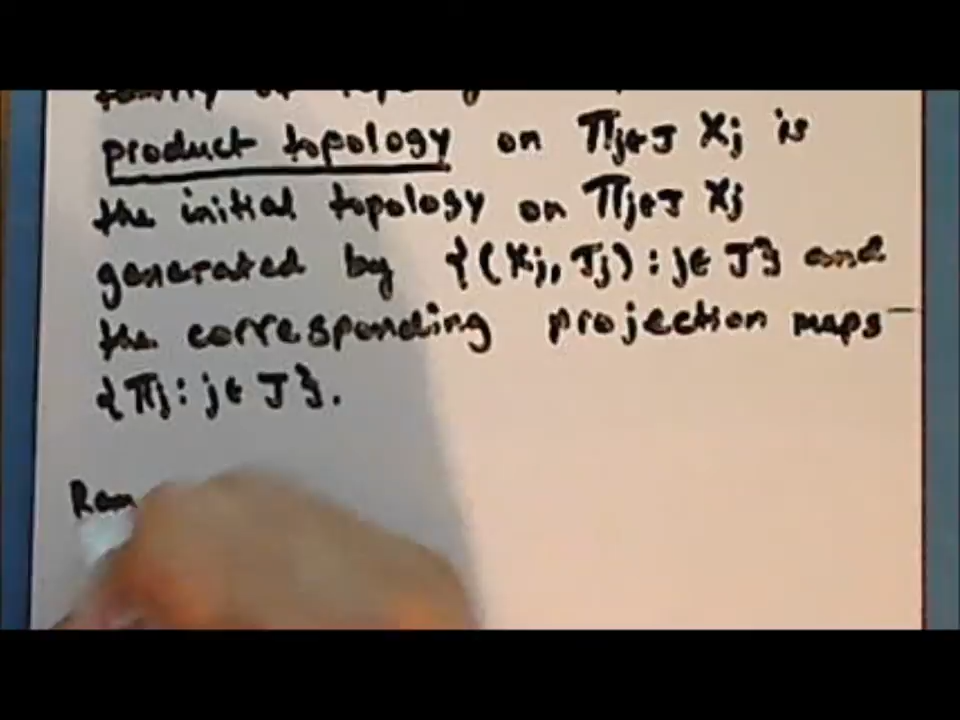 product topology on Πj∈J Xj is
the initial topology on Πj∈J Xj
generated by {(Xj, Tj) : j∈ J} and
the corresponding projection maps
{πj : j∈ J}.
Rem